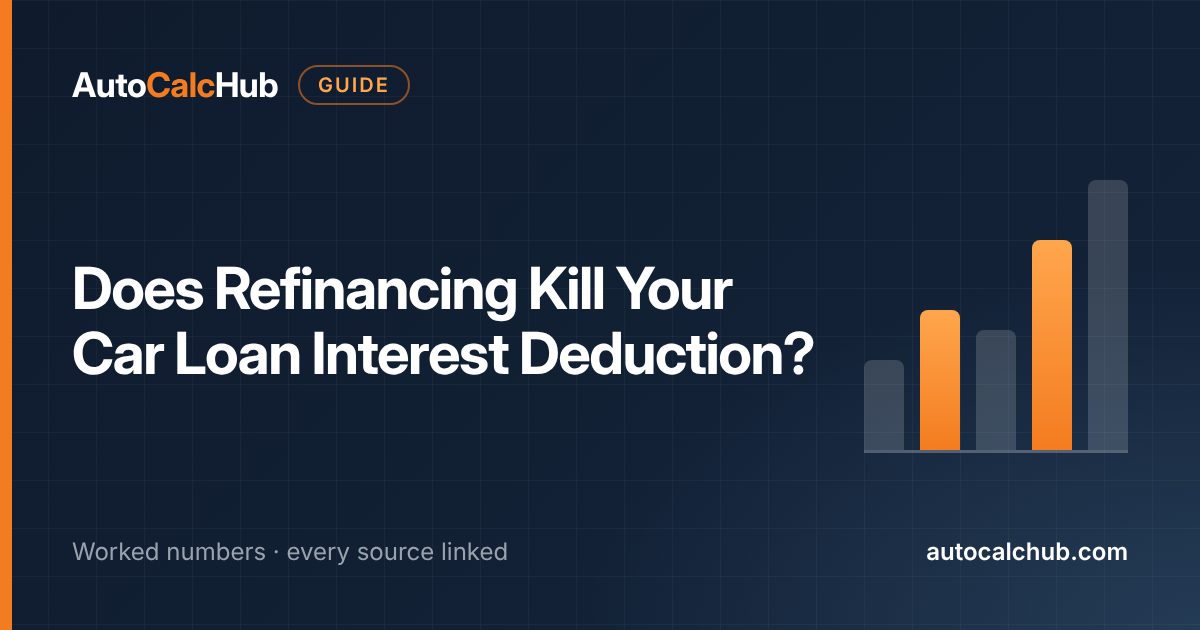 AutoCalcHub GUIDE
Does Refinancing Kill Your
Car Loan Interest Deduction?
Worked numbers · every source linked
autocalchub.com